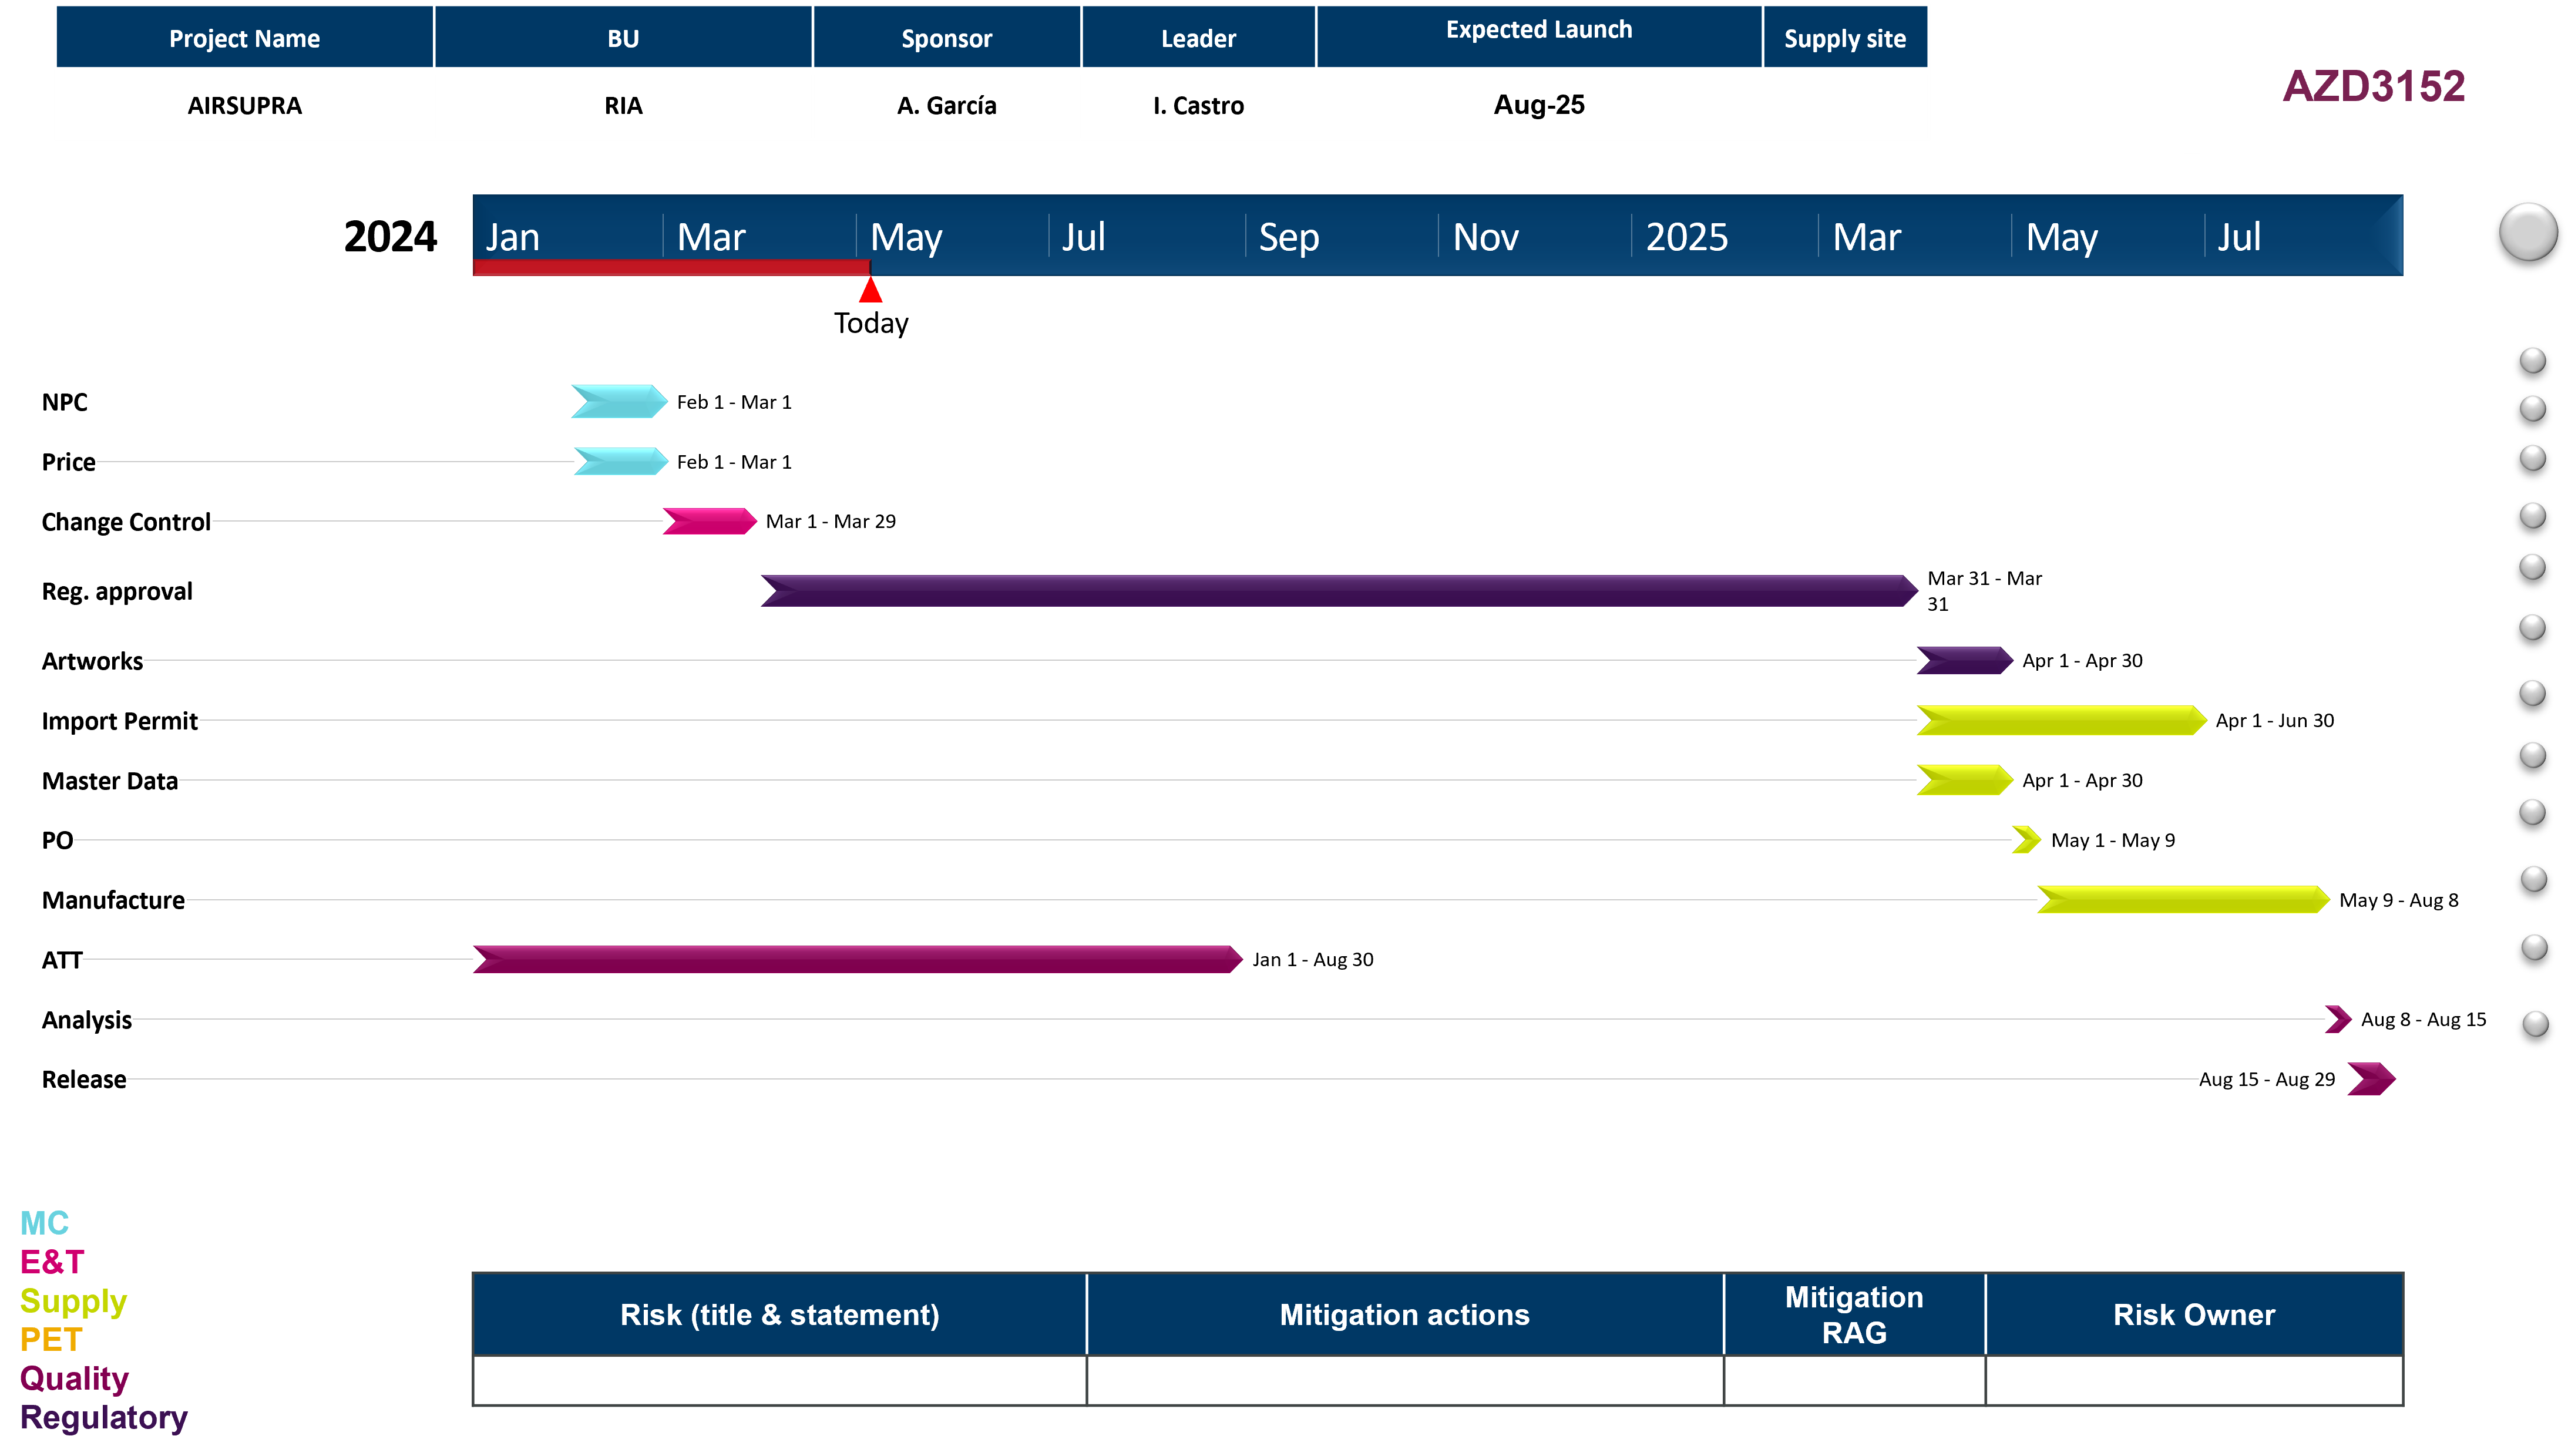 Project Name BU Sponsor Leader Expected Launch Supply site
AIRSUPRA RIA A. García I. Castro Aug-25
AZD3152
2024 Jan Mar May Jul Sep Nov 2025 Mar May Jul
Today
NPC Feb 1 - Mar 1
Price Feb 1 - Mar 1
Change Control Mar 1 - Mar 29
Reg. approval Mar 31 - Mar
31
Artworks Apr 1 - Apr 30
Import Permit Apr 1 - Jun 30
Master Data Apr 1 - Apr 30
PO May 1 - May 9
Manufacture May 9 - Aug 8
ATT Jan 1 - Aug 30
Analysis Aug 8 - Aug 15
Release Aug 15 - Aug 29
MC
E&T
Supply
PET
Quality
Regulatory
Risk (title & statement) Mitigation actions Mitigation
RAG Risk Owner